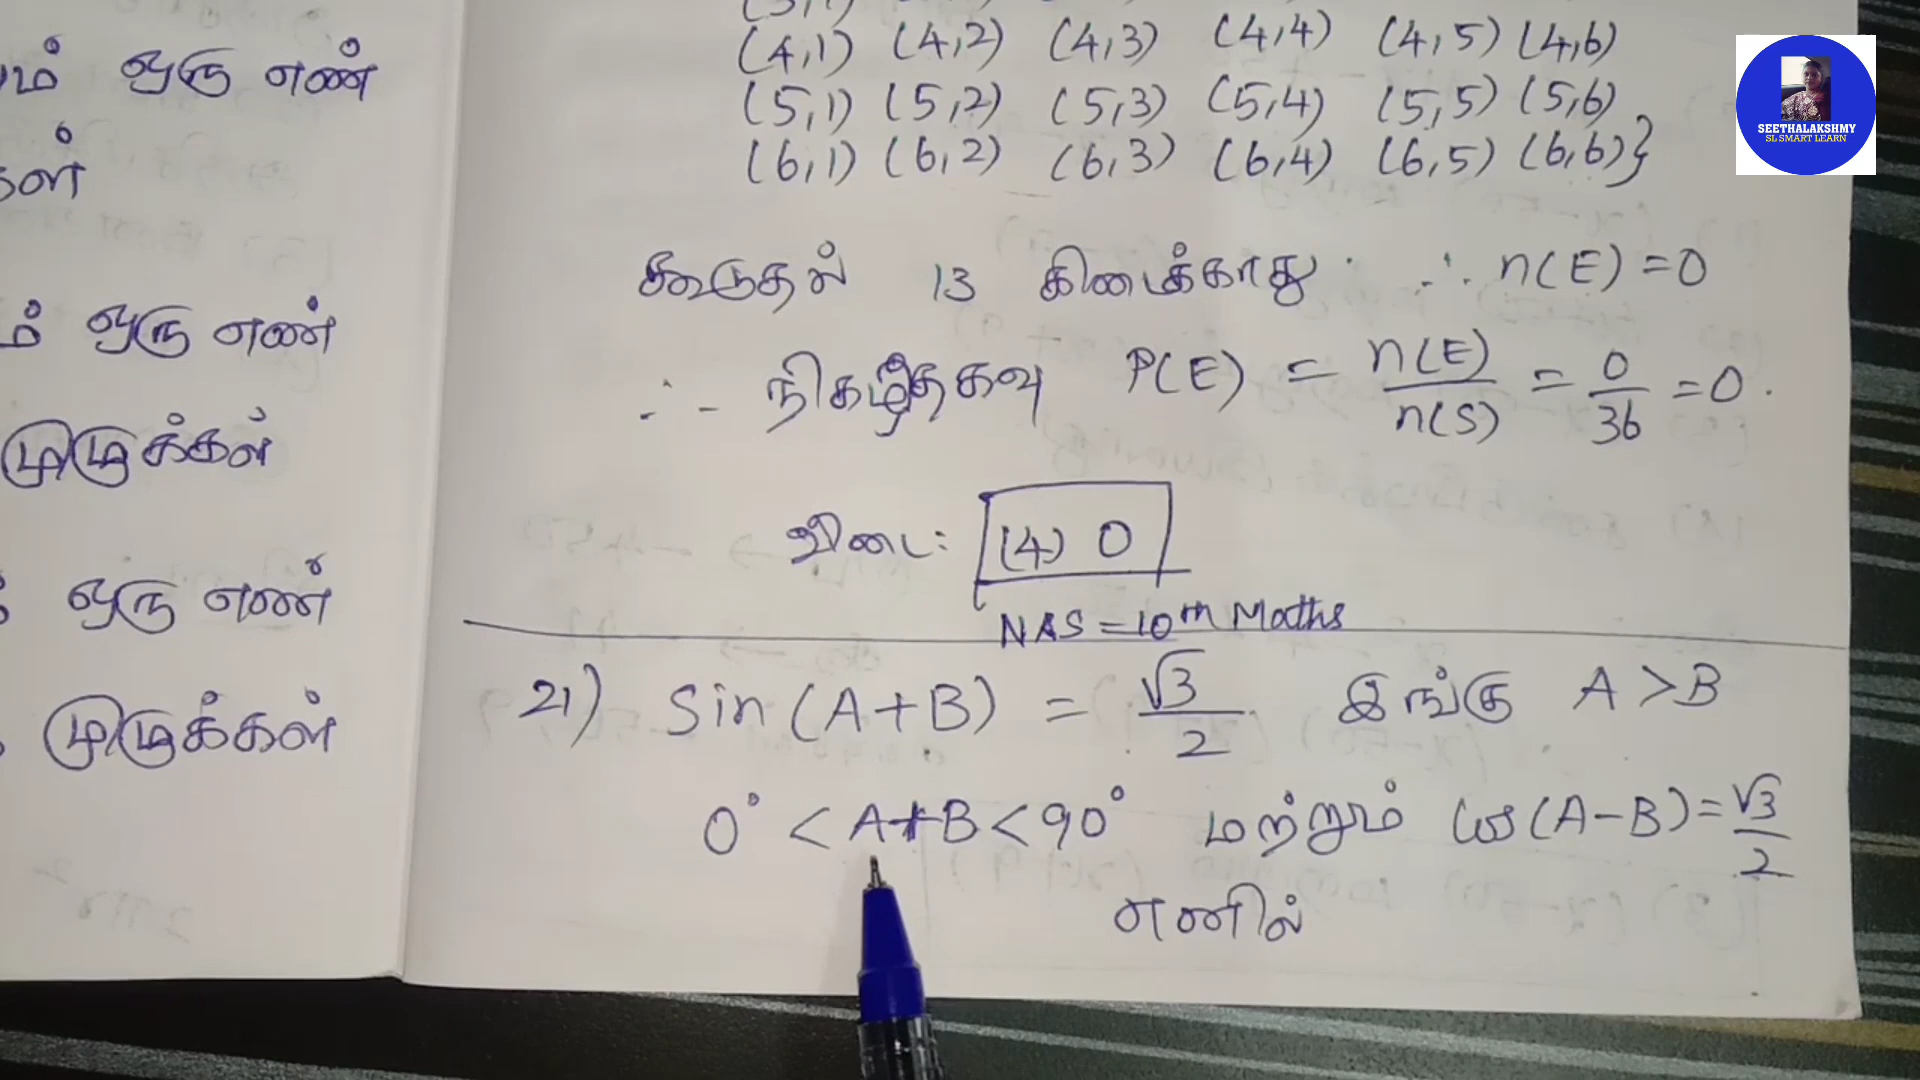 ம் ஒரு எண்
கள்
ம் ஒரு எண்
முழுக்கள்
ஒரு எண்
முழுக்கள்
(4,1) (4,2) (4,3) (4,4) (4,5) (4,6)
(5,1) (5,2) (5,3) (5,4) (5,5) (5,6)
(6,1) (6,2) (6,3) (6,4) (6,5) (6,6)}
கூடுதல் 13 கிடைக்காது ∴ n(E) = 0
∴ நிகழ்தகவு P(E) = n(E)/n(S) = 0/36 = 0.
விடை: (4) 0
NAS = 10th Maths
21) Sin(A+B) = √3/2 இங்கு A > B
0° < A+B < 90° மற்றும் cos(A-B) = √3/2
எனில்
SEETHALAKSHMY
SL SMART LEARN